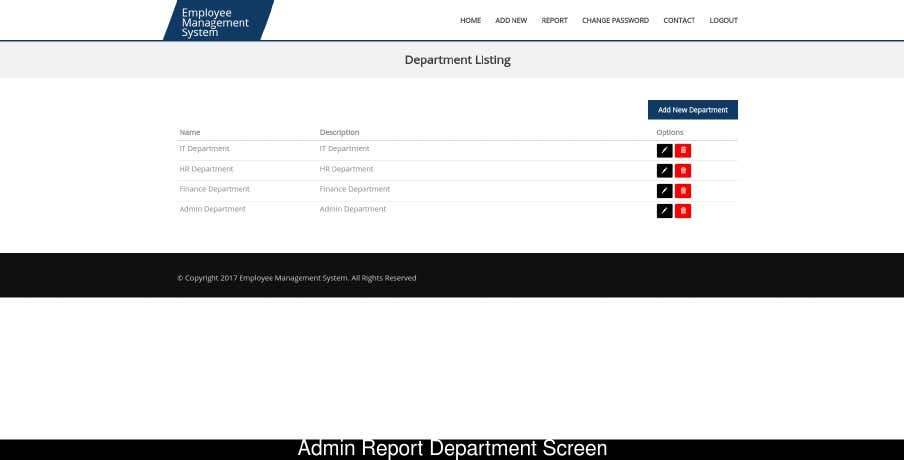 Employee
Management
System
HOME ADD NEW REPORT CHANGE PASSWORD CONTACT LOGOUT
Department Listing
Add New Department
Name Description Options
IT Department IT Department
HR Department HR Department
Finance Department Finance Department
Admin Department Admin Department
© Copyright 2017 Employee Management System. All Rights Reserved
Admin Report Department Screen